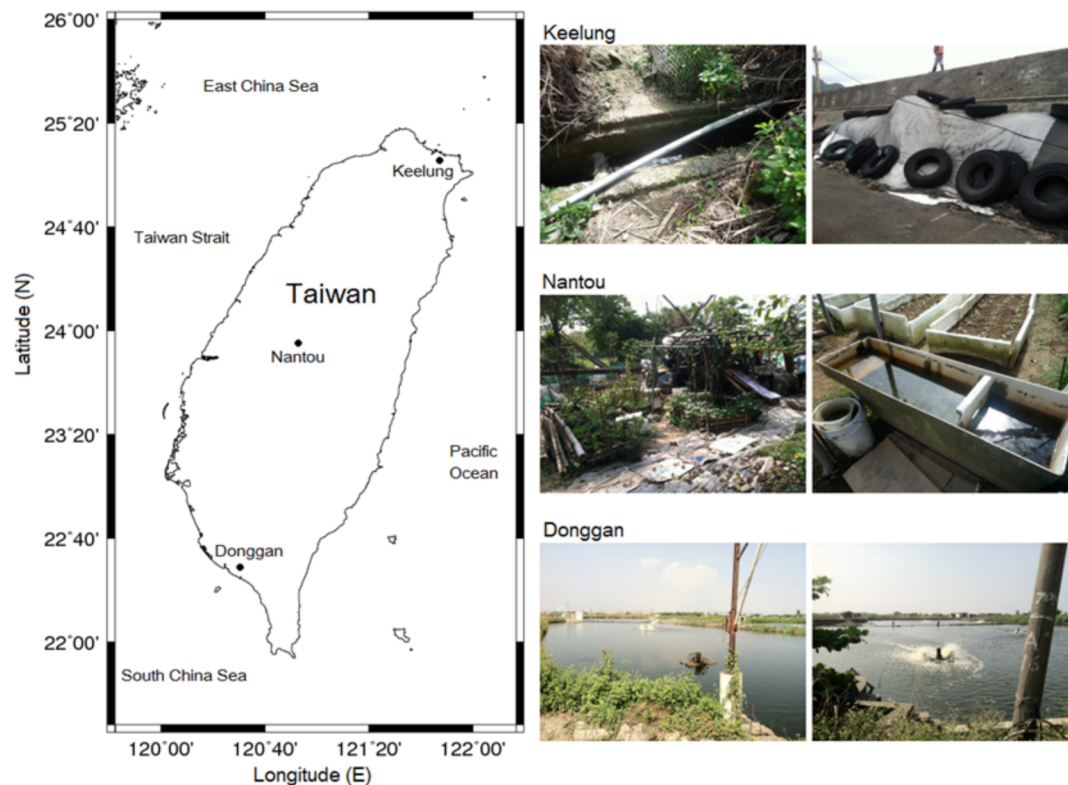 26°00'
25°20'
24°40'
24°00'
23°20'
22°40'
22°00'
Latitude (N)
120°00'
120°40'
121°20'
122°00'
Longitude (E)
East China Sea
Keelung
Taiwan Strait
Taiwan
Nantou
Pacific
Ocean
Donggan
South China Sea
Keelung
Nantou
Donggan